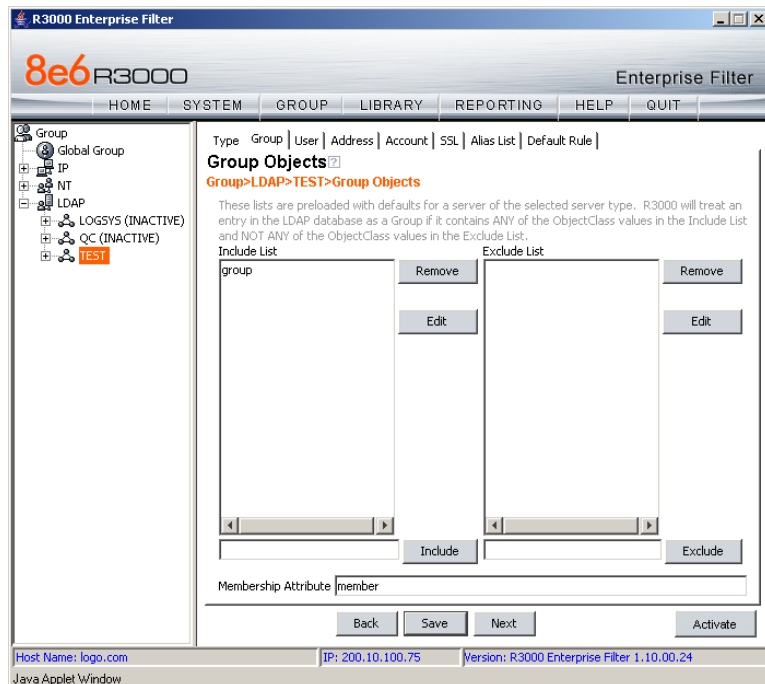 R3000 Enterprise Filter
8e6 R3000
Enterprise Filter
HOME SYSTEM GROUP LIBRARY REPORTING HELP QUIT
Group
Global Group
IP
NT
LDAP
LOGSYS (INACTIVE)
QC (INACTIVE)
TEST
Type Group User Address Account SSL Alias List Default Rule
Group Objects?
Group>LDAP>TEST>Group Objects
These lists are preloaded with defaults for a server of the selected server type. R3000 will treat an
entry in the LDAP database as a Group if it contains ANY of the ObjectClass values in the Include List
and NOT ANY of the ObjectClass values in the Exclude List.
Include List Exclude List
group Remove Remove
Edit Edit
Include Exclude
Membership Attribute member
Back Save Next Activate
Host Name: logo.com IP: 200.10.100.75 Version: R3000 Enterprise Filter 1.10.00.24
Java Applet Window